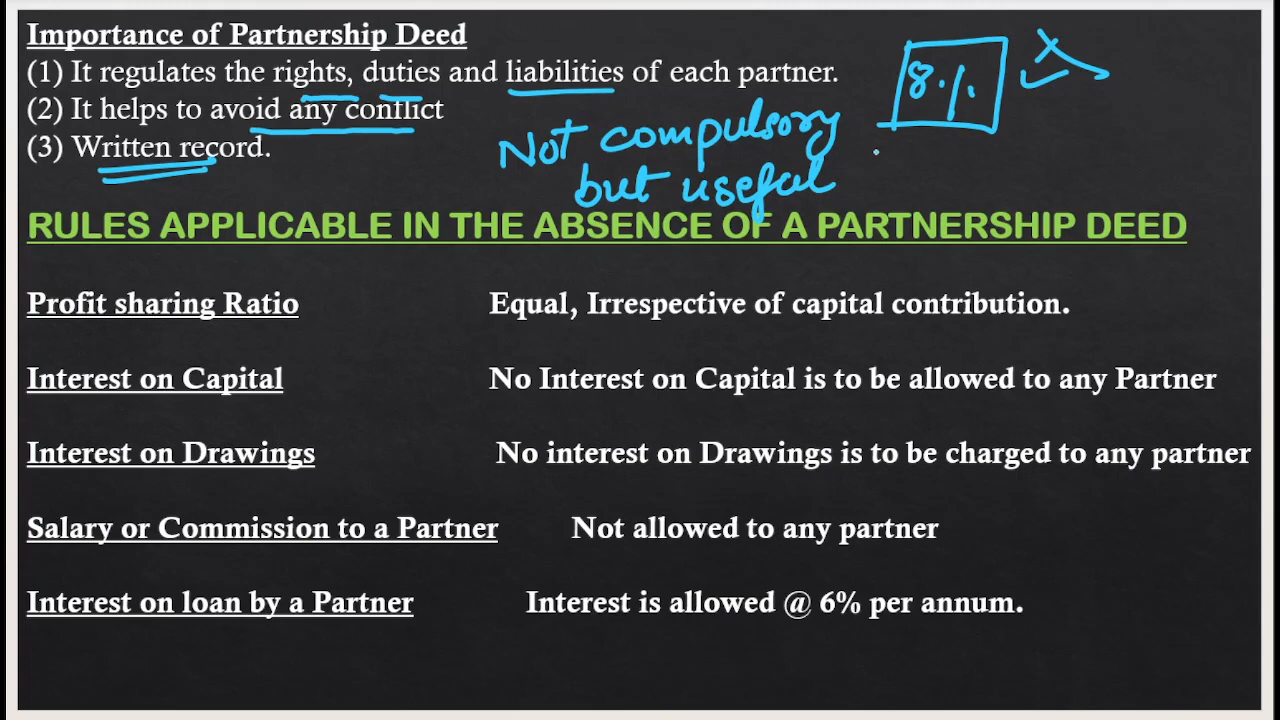 Importance of Partnership Deed
(1) It regulates the rights, duties and liabilities of each partner.
(2) It helps to avoid any conflict
(3) Written record.
8%
X
Not compulsory
but useful
RULES APPLICABLE IN THE ABSENCE OF A PARTNERSHIP DEED
Profit sharing Ratio Equal, Irrespective of capital contribution.
Interest on Capital No Interest on Capital is to be allowed to any Partner
Interest on Drawings No interest on Drawings is to be charged to any partner
Salary or Commission to a Partner Not allowed to any partner
Interest on loan by a Partner Interest is allowed @ 6% per annum.